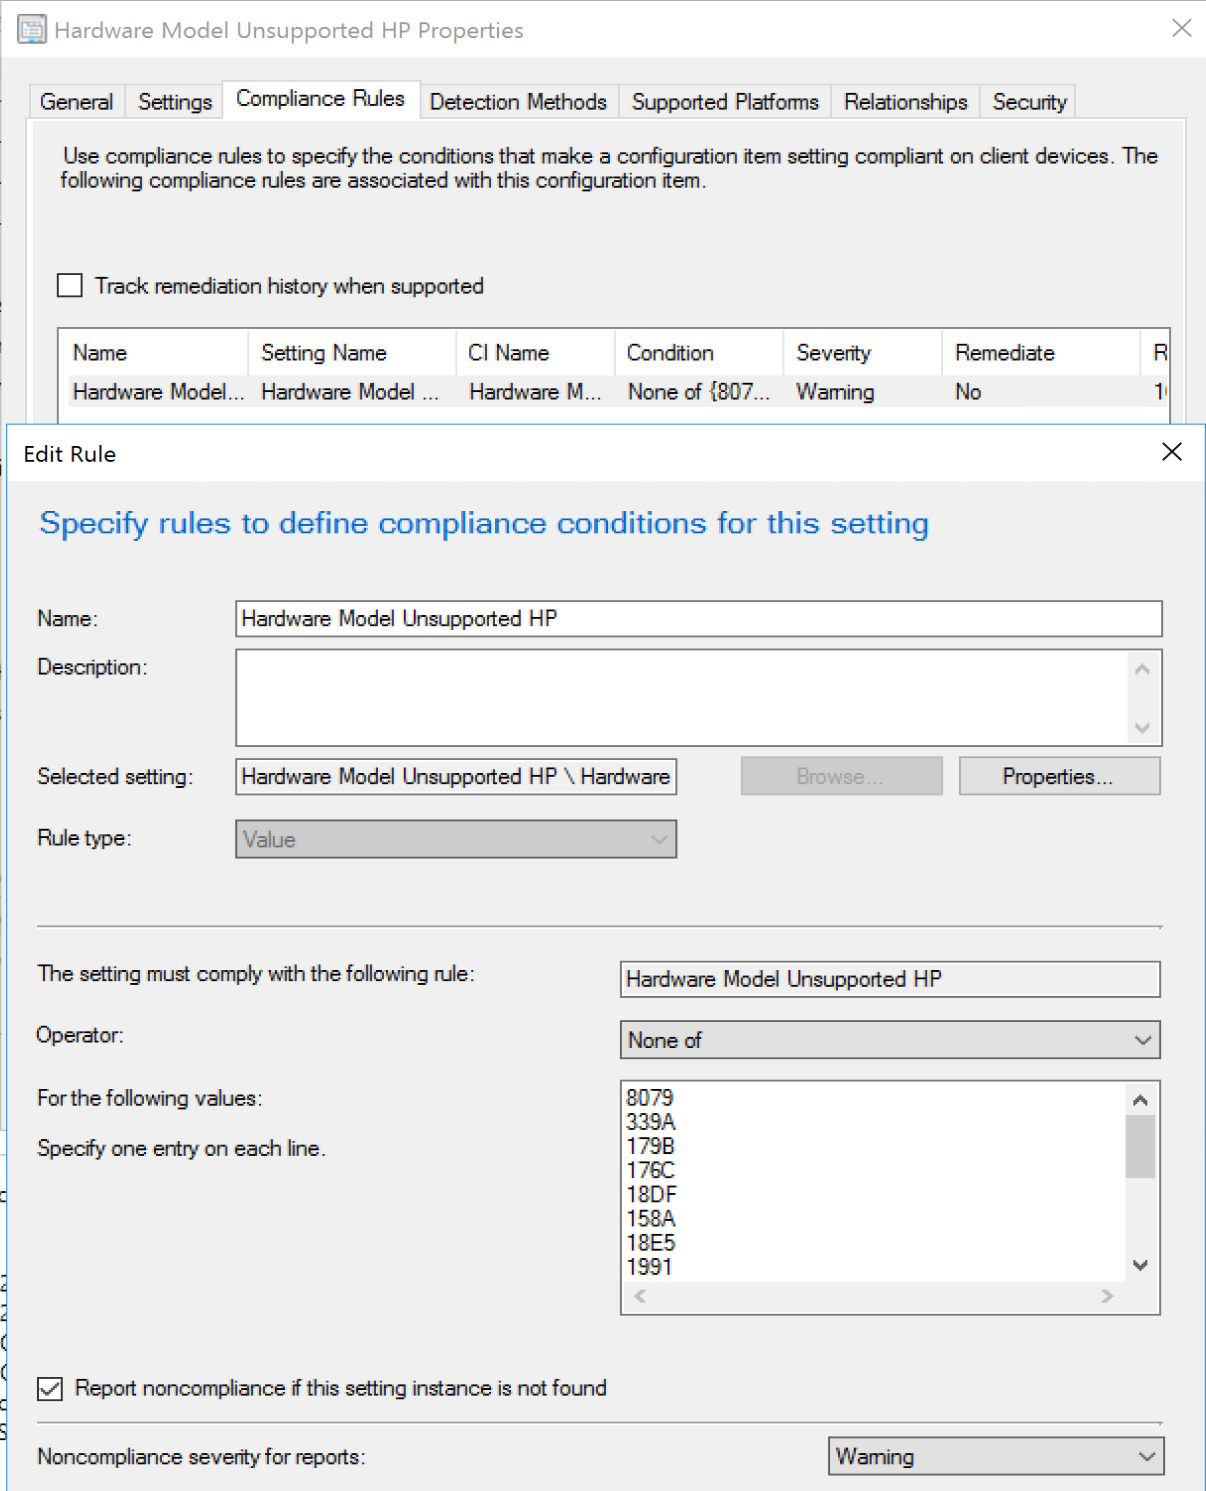 Hardware Model Unsupported HP Properties
General Settings Compliance Rules Detection Methods Supported Platforms Relationships Security
Use compliance rules to specify the conditions that make a configuration item setting compliant on client devices. The
following compliance rules are associated with this configuration item.
Track remediation history when supported
Name Setting Name CI Name Condition Severity Remediate R
Hardware Model... Hardware Model ... Hardware M... None of {807... Warning No
Edit Rule
Specify rules to define compliance conditions for this setting
Name: Hardware Model Unsupported HP
Description:
Selected setting: Hardware Model Unsupported HP \ Hardware Browse... Properties...
Rule type: Value
The setting must comply with the following rule: Hardware Model Unsupported HP
Operator: None of
For the following values:
Specify one entry on each line.
8079
339A
179B
176C
18DF
158A
18E5
1991
Report noncompliance if this setting instance is not found
Noncompliance severity for reports: Warning